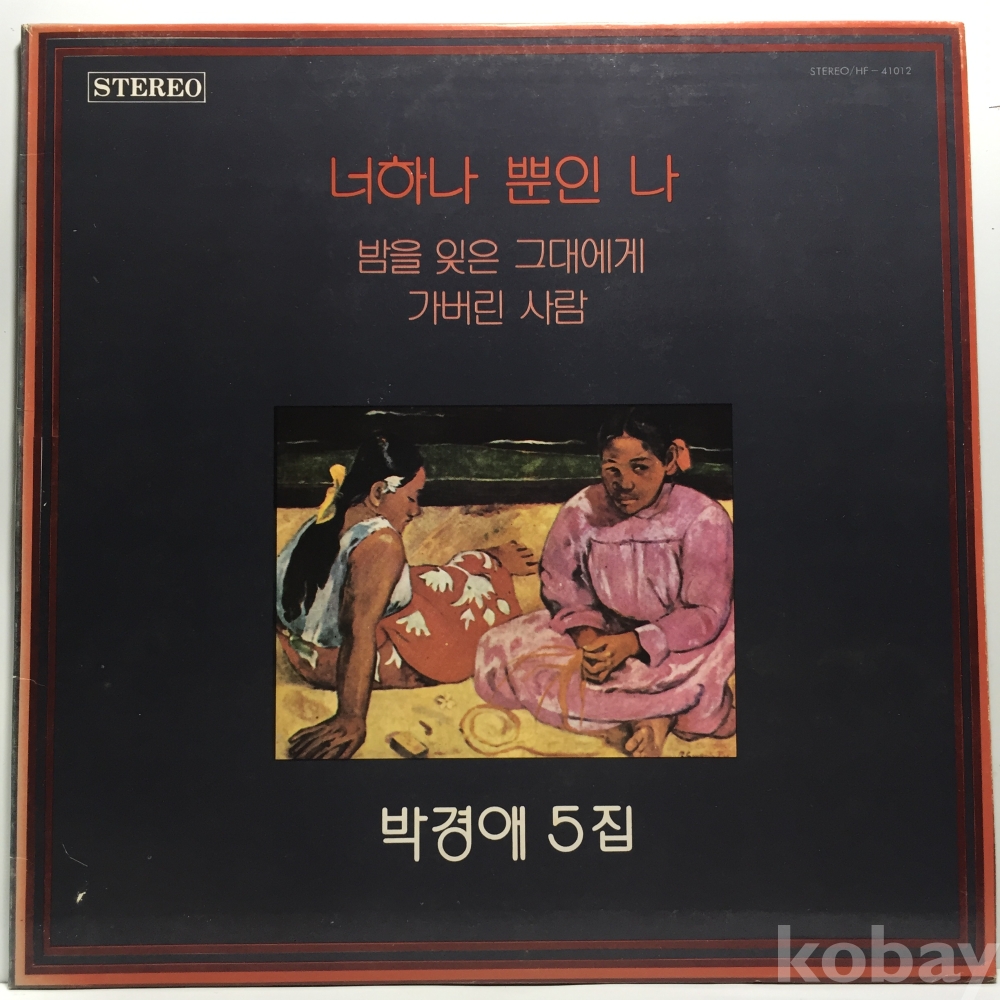 STEREO
STEREO/HF－41012
너하나 뿐인 나
밤을 잊은 그대에게
가버린 사람
박경애 5집
kobay